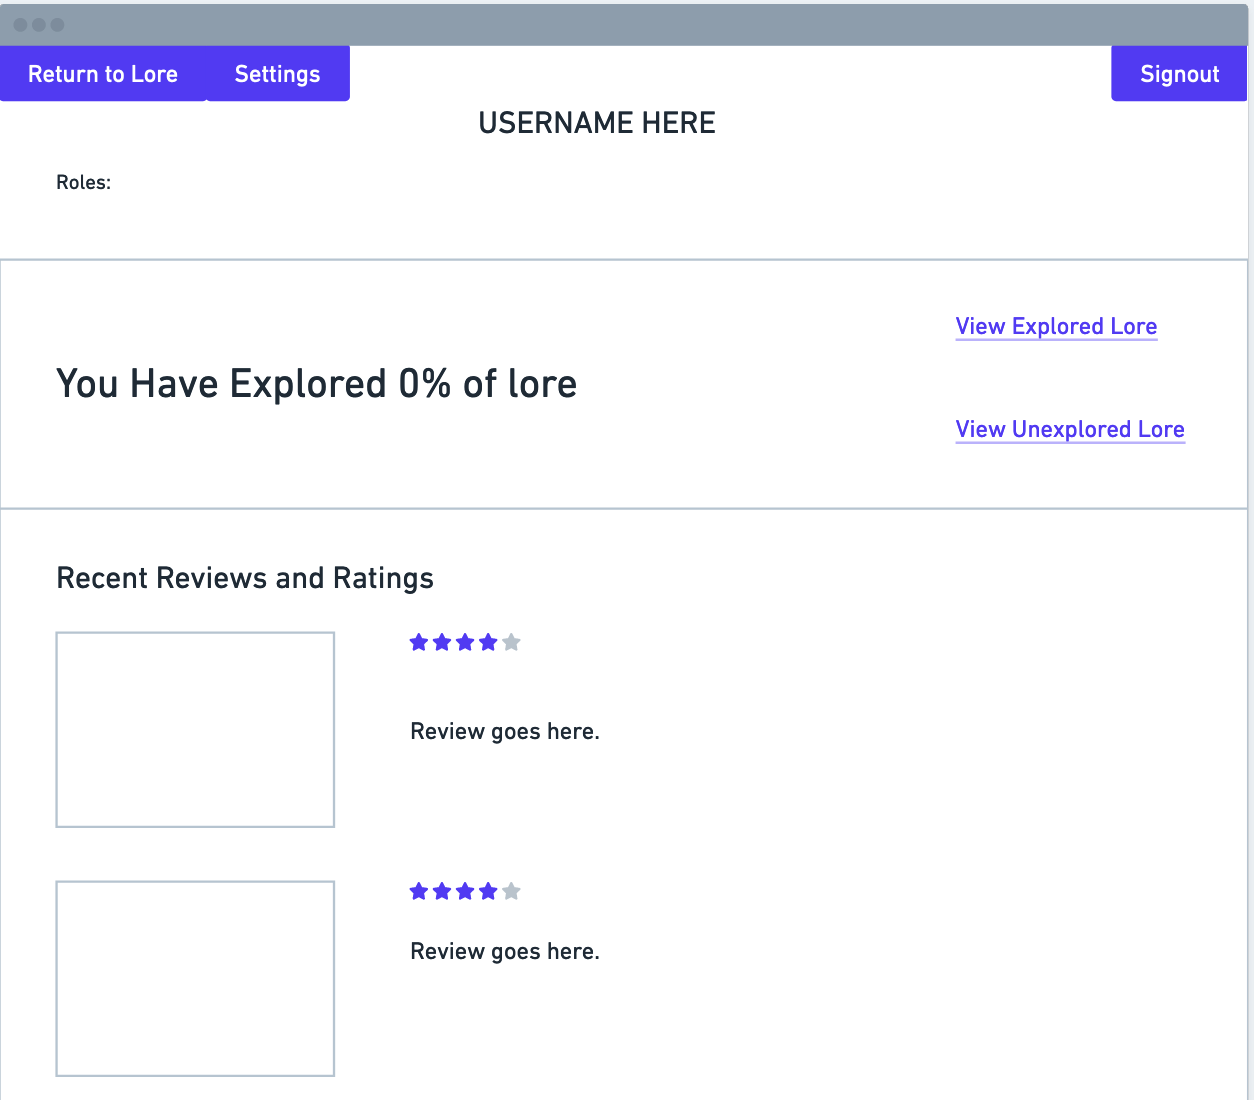 Return to Lore Settings Signout
USERNAME HERE
Roles:
View Explored Lore
You Have Explored 0% of lore
View Unexplored Lore
Recent Reviews and Ratings
Review goes here.
Review goes here.